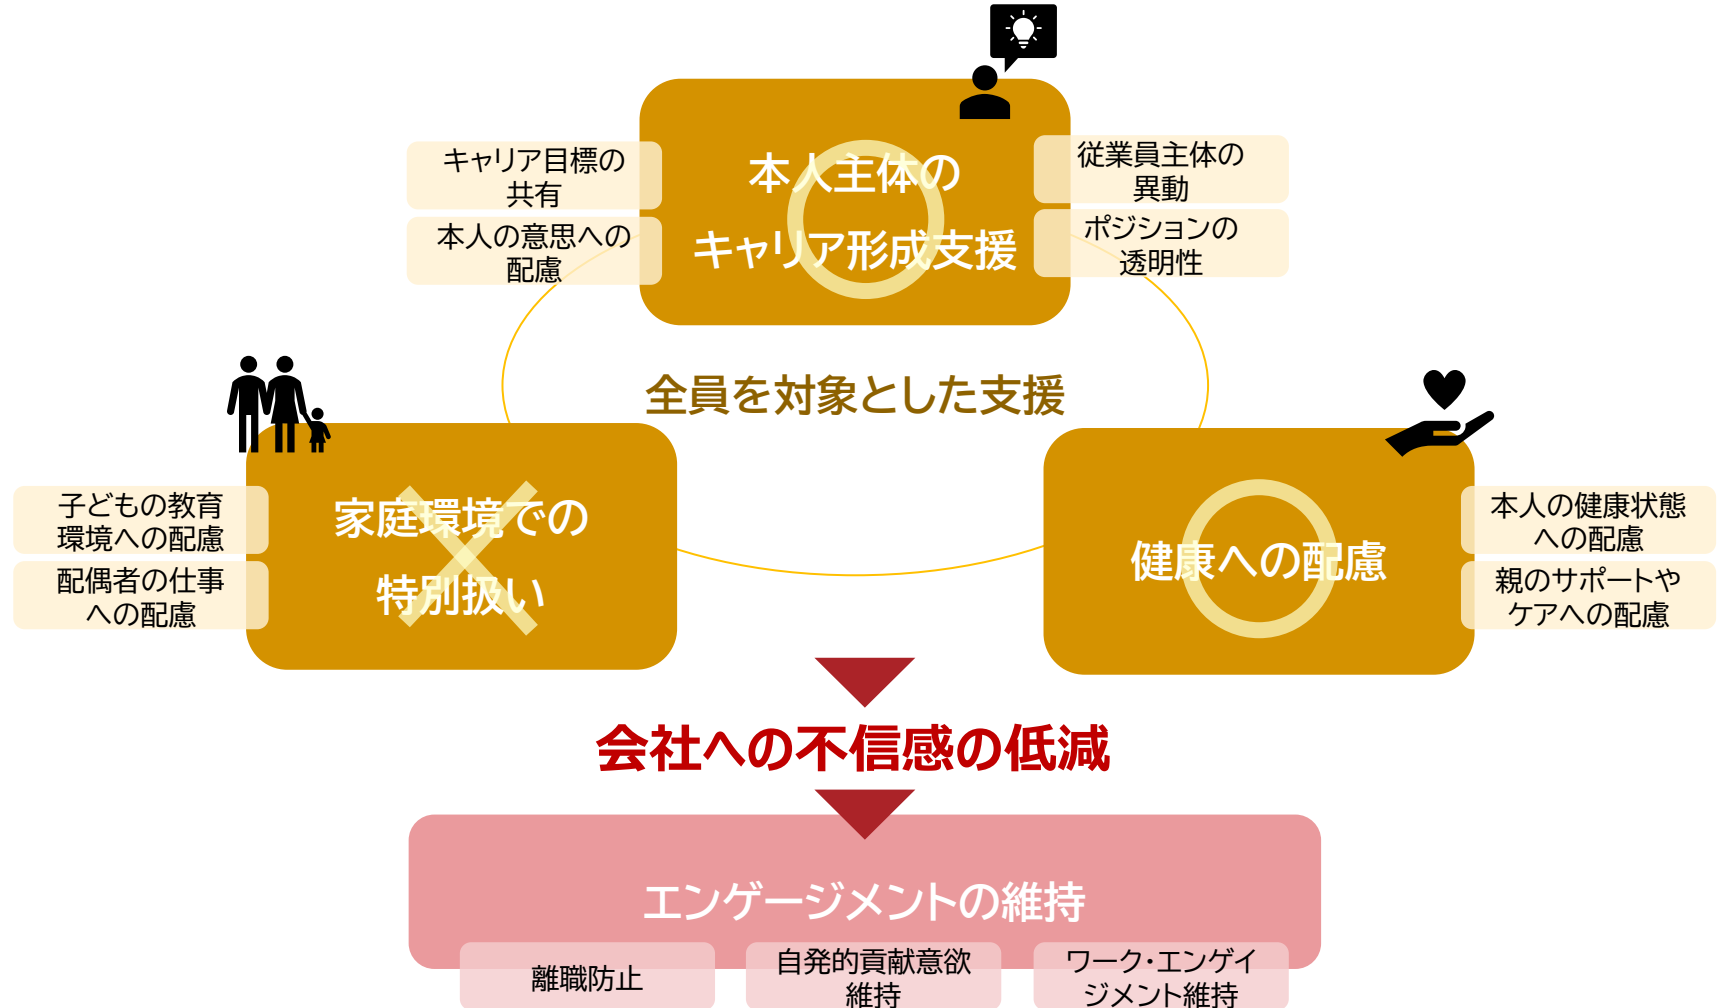 キャリア目標の
共有
本人の意思への
配慮
本人主体の
キャリア形成支援
従業員主体の
異動
ポジションの
透明性
全員を対象とした支援
子どもの教育
環境への配慮
配偶者の仕事
への配慮
家庭環境での
特別扱い
健康への配慮
本人の健康状態
への配慮
親のサポートや
ケアへの配慮
会社への不信感の低減
エンゲージメントの維持
離職防止
自発的貢献意欲
維持
ワーク・エンゲイ
ジメント維持